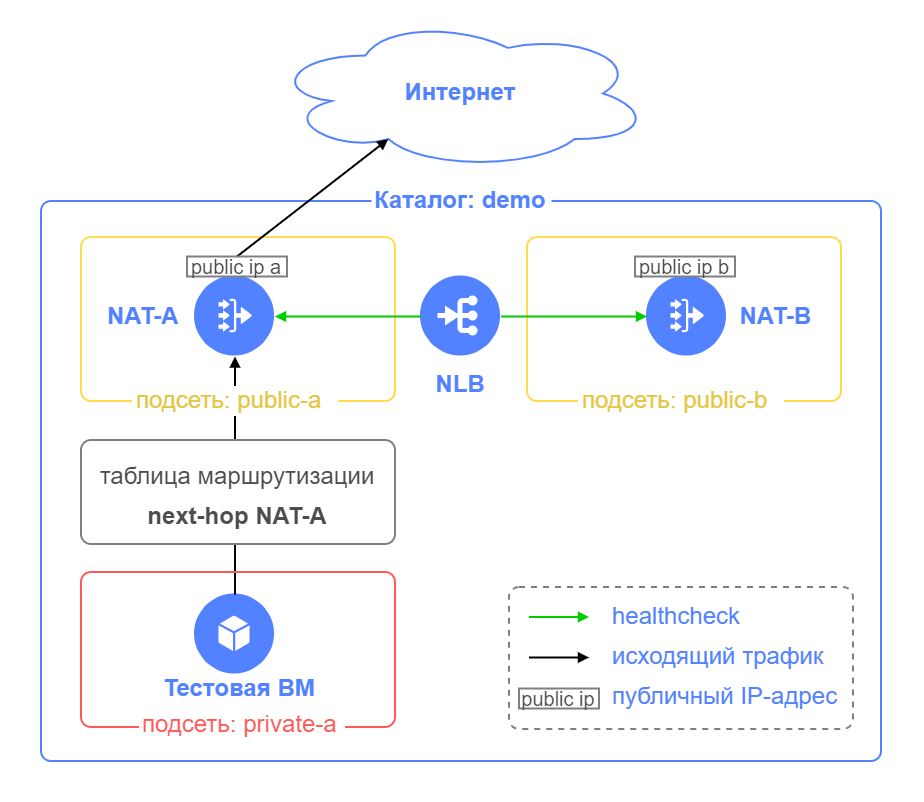 Интернет
Каталог: demo
public ip a
public ip b
NAT-A
NAT-B
NLB
подсеть: public-a
подсеть: public-b
таблица маршрутизации
next-hop NAT-A
Тестовая ВМ
подсеть: private-a
healthcheck
исходящий трафик
public ip
публичный IP-адрес